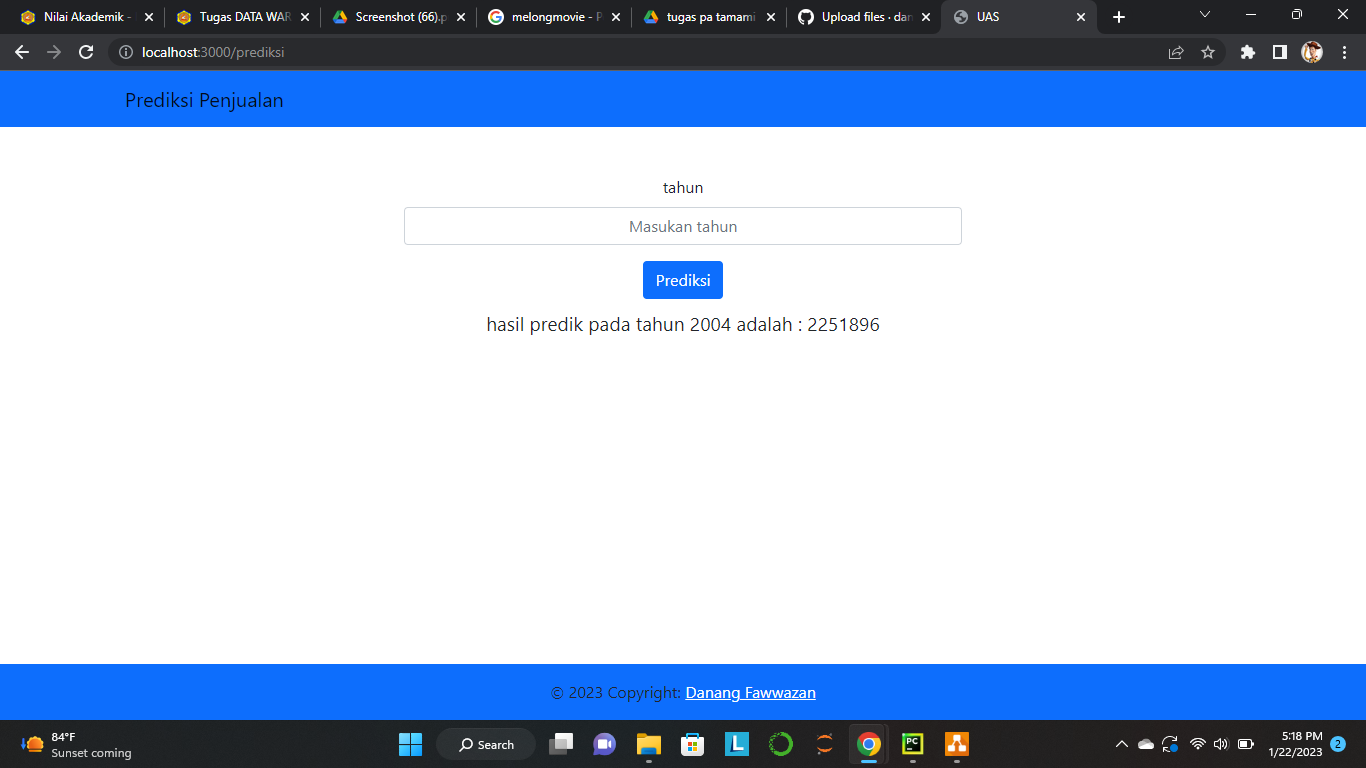 Nilai Akademik -
Tugas DATA WAR
Screenshot (66).p
melongmovie - P
tugas pa tamami
Upload files · dan
UAS
localhost:3000/prediksi
Prediksi Penjualan
tahun
Masukan tahun
Prediksi
hasil predik pada tahun 2004 adalah : 2251896
© 2023 Copyright: Danang Fawwazan
84°F
Sunset coming
Search
L
PC
5:18 PM
1/22/2023
2